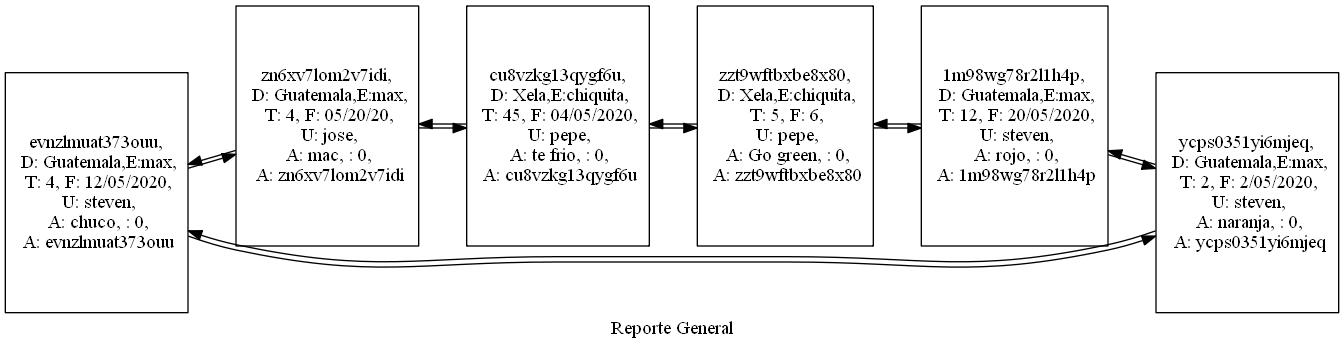 evnzlmuat373ouu,
D: Guatemala,E:max,
T: 4, F: 12/05/2020,
U: steven,
A: chuco, : 0,
A: evnzlmuat373ouu
zn6xv7lom2v7idi,
D: Guatemala,E:max,
T: 4, F: 05/20/20,
U: jose,
A: mac, : 0,
A: zn6xv7lom2v7idi
cu8vzkg13qygf6u,
D: Xela,E:chiquita,
T: 45, F: 04/05/2020,
U: pepe,
A: te frio, : 0,
A: cu8vzkg13qygf6u
zzt9wftbxbe8x80,
D: Xela,E:chiquita,
T: 5, F: 6,
U: pepe,
A: Go green, : 0,
A: zzt9wftbxbe8x80
1m98wg78r2l1h4p,
D: Guatemala,E:max,
T: 12, F: 20/05/2020,
U: steven,
A: rojo, : 0,
A: 1m98wg78r2l1h4p
ycps0351yi6mjeq,
D: Guatemala,E:max,
T: 2, F: 2/05/2020,
U: steven,
A: naranja, : 0,
A: ycps0351yi6mjeq
Reporte General